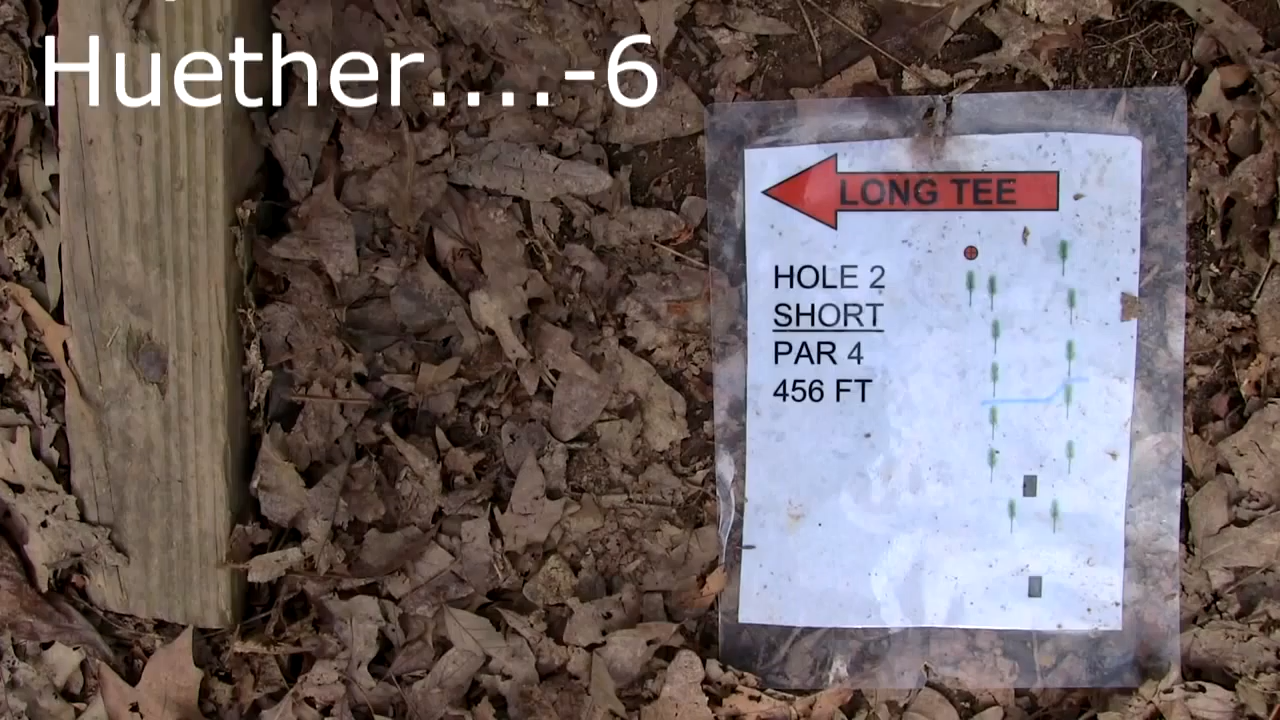 Huether....-6
LONG TEE
HOLE 2
SHORT
PAR 4
456 FT